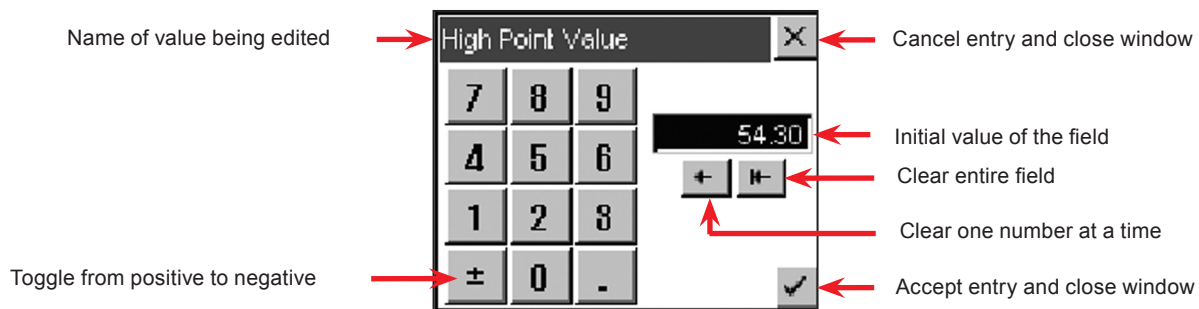 Name of value being edited
High Point Value
Cancel entry and close window
7 8 9
54.30
Initial value of the field
4 5 6
Clear entire field
1 2 3
Clear one number at a time
Toggle from positive to negative
± 0 .
Accept entry and close window